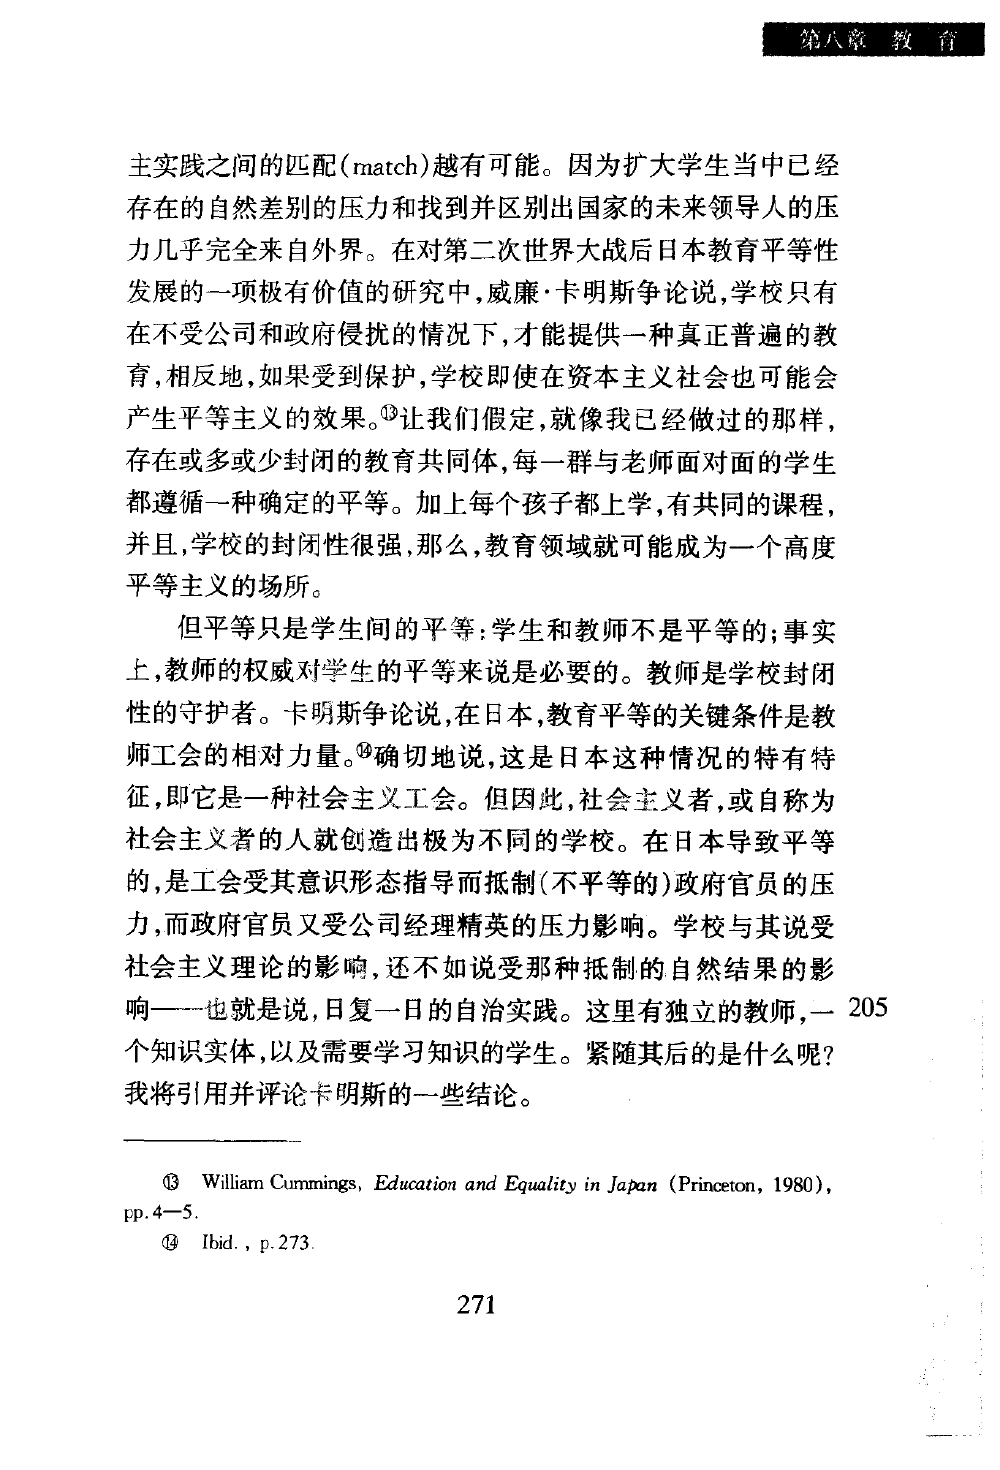 第八章 教 育
主实践之间的匹配(match)越有可能。因为扩大学生当中已经
存在的自然差别的压力和找到并区别出国家的未来领导人的压
力几乎完全来自外界。在对第二次世界大战后日本教育平等性
发展的一项极有价值的研究中,威廉·卡明斯争论说,学校只有
在不受公司和政府侵扰的情况下,才能提供一种真正普遍的教
育,相反地,如果受到保护,学校即使在资本主义社会也可能会
产生平等主义的效果。⑬让我们假定,就像我已经做过的那样,
存在或多或少封闭的教育共同体,每一群与老师面对面的学生
都遵循一种确定的平等。加上每个孩子都上学,有共同的课程,
并且,学校的封闭性很强,那么,教育领域就可能成为一个高度
平等主义的场所。
但平等只是学生间的平等:学生和教师不是平等的;事实
上,教师的权威对学生的平等来说是必要的。教师是学校封闭
性的守护者。卡明斯争论说,在日本,教育平等的关键条件是教
师工会的相对力量。⑭确切地说,这是日本这种情况的特有特
征,即它是一种社会主义工会。但因此,社会主义者,或自称为
社会主义者的人就创造出极为不同的学校。在日本导致平等
的,是工会受其意识形态指导而抵制(不平等的)政府官员的压
力,而政府官员又受公司经理精英的压力影响。学校与其说受
社会主义理论的影响,还不如说受那种抵制的自然结果的影
响——也就是说,日复一日的自治实践。这里有独立的教师,一 205
个知识实体,以及需要学习知识的学生。紧随其后的是什么呢?
我将引用并评论卡明斯的一些结论。
⑬ William Cummings, Education and Equality in Japan (Princeton, 1980),
pp.4—5.
⑭ Ibid., p.273.
271